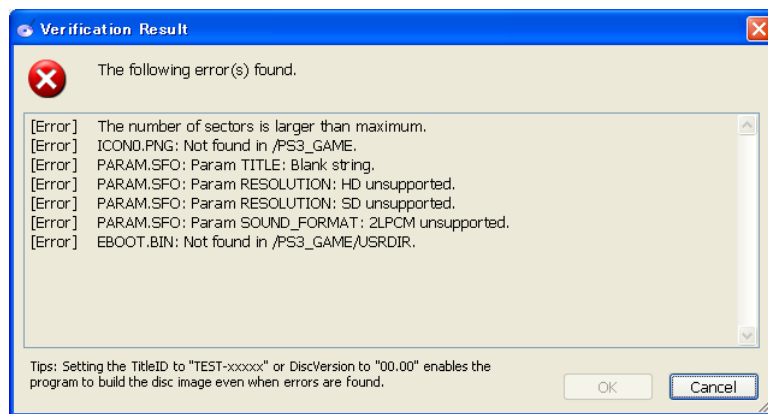 Verification Result
The following error(s) found.
[Error] The number of sectors is larger than maximum.
[Error] ICON0.PNG: Not found in /PS3_GAME.
[Error] PARAM.SFO: Param TITLE: Blank string.
[Error] PARAM.SFO: Param RESOLUTION: HD unsupported.
[Error] PARAM.SFO: Param RESOLUTION: SD unsupported.
[Error] PARAM.SFO: Param SOUND_FORMAT: 2LPCM unsupported.
[Error] EBOOT.BIN: Not found in /PS3_GAME/USRDIR.
Tips: Setting the TitleID to "TEST-xxxxx" or DiscVersion to "00.00" enables the
program to build the disc image even when errors are found.
OK Cancel